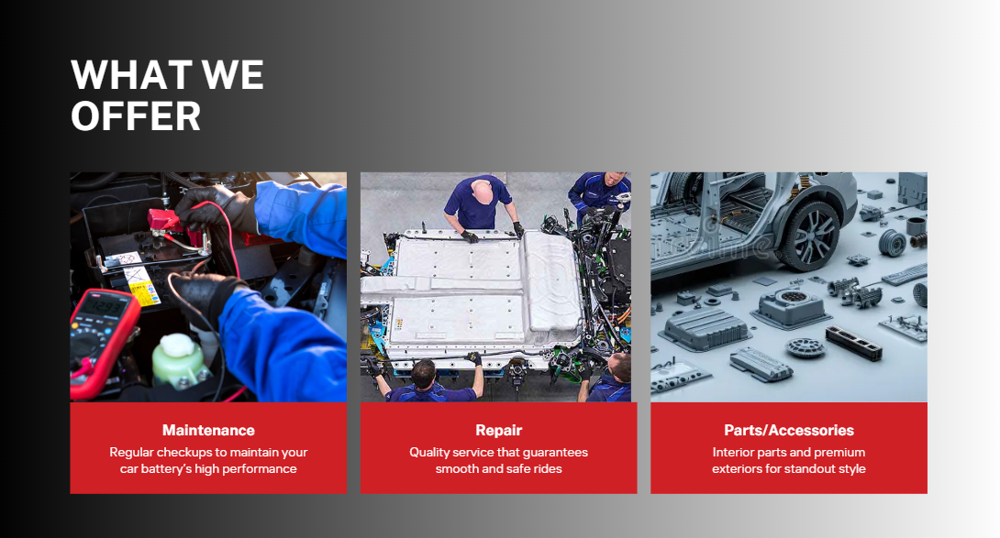 WHAT WE
OFFER
Maintenance
Regular checkups to maintain your
car battery's high performance
Repair
Quality service that guarantees
smooth and safe rides
Parts/Accessories
Interior parts and premium
exteriors for standout style